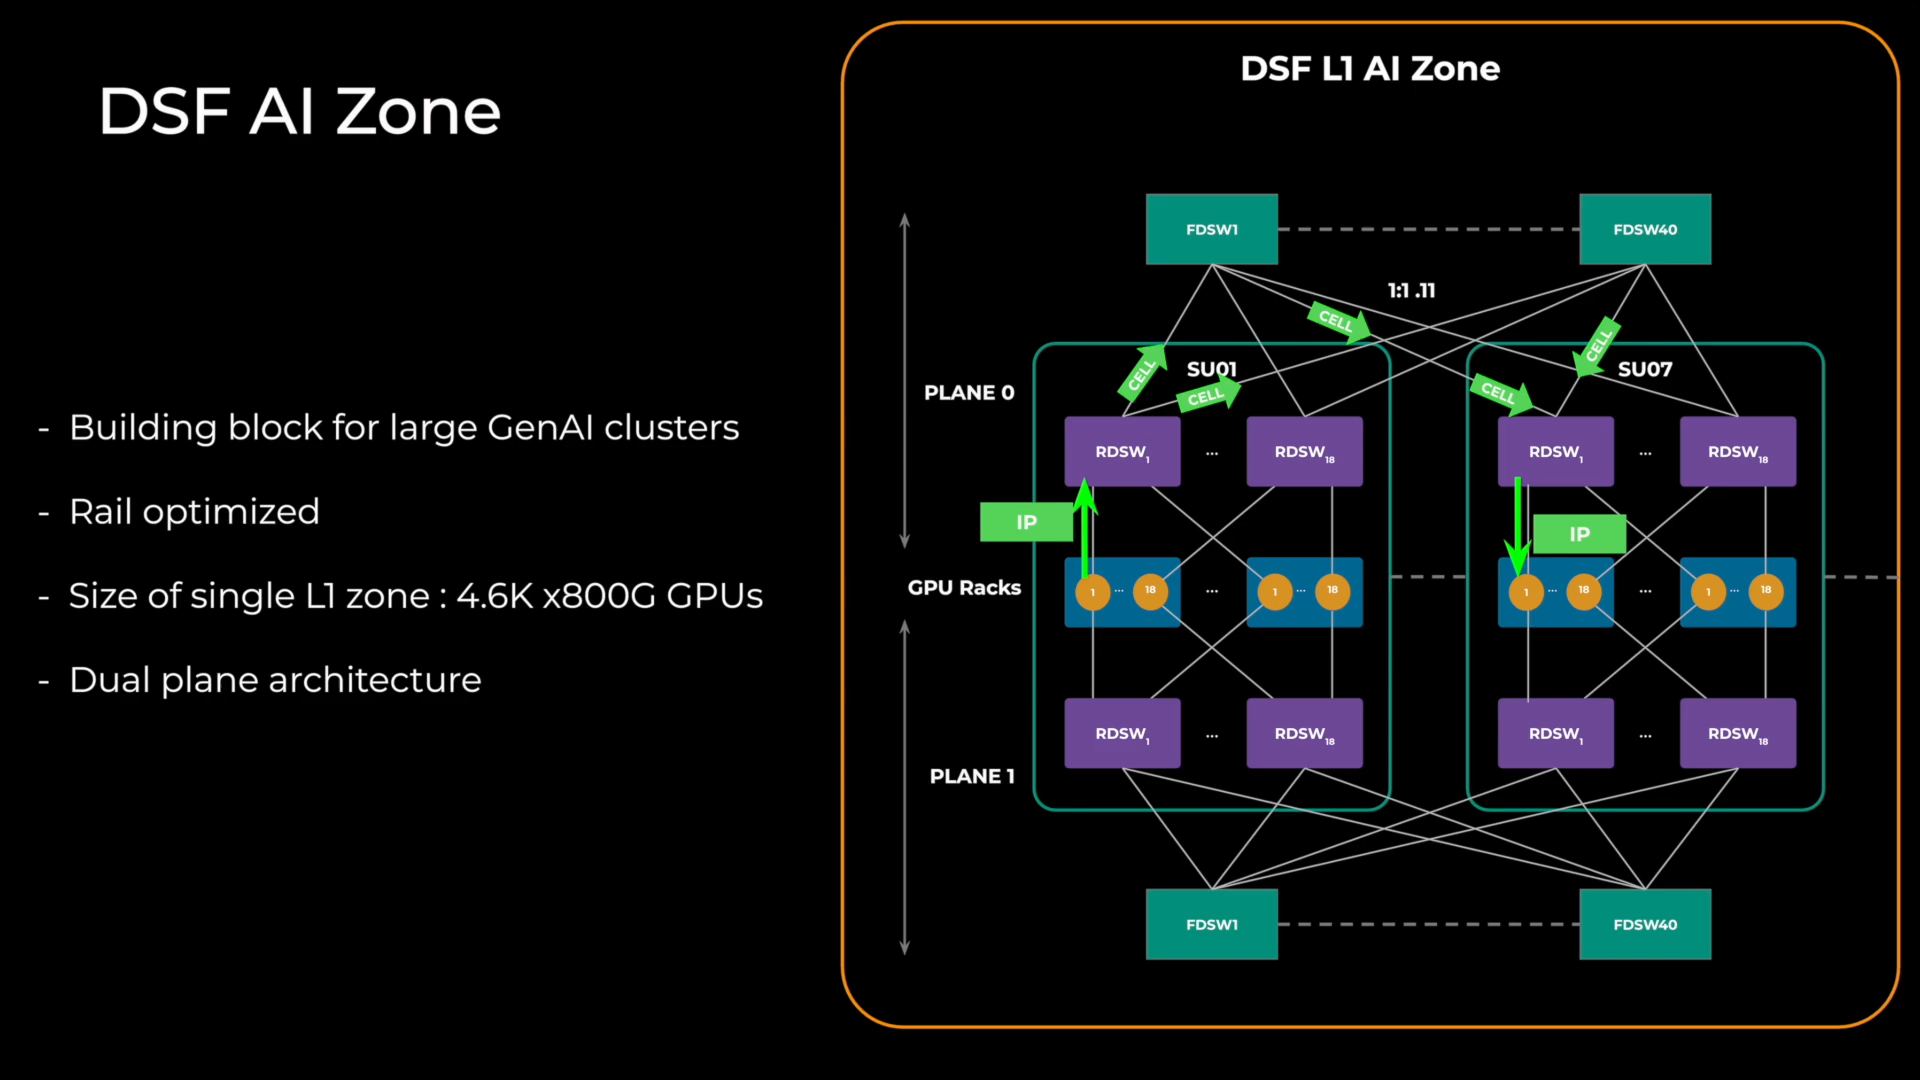 DSF AI Zone
- Building block for large GenAI clusters
- Rail optimized
- Size of single L1 zone : 4.6K x800G GPUs
- Dual plane architecture
DSF L1 AI Zone
FDSW1
FDSW40
1:1 .11
CELL
CELL
SU01
SU07
PLANE 0
CELL
CELL
CELL
RDSW1
...
RDSW18
RDSW1
...
RDSW18
IP
IP
GPU Racks
1 ... 18
...
1 ... 18
1 ... 18
...
1 ... 18
RDSW1
...
RDSW18
RDSW1
...
RDSW18
PLANE 1
FDSW1
FDSW40